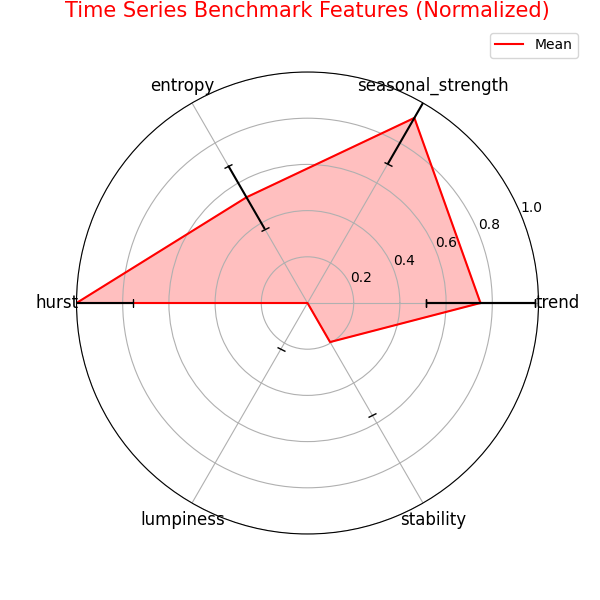 Time Series Benchmark Features (Normalized)
Mean
entropy
seasonal_strength
1.0
0.8
0.6
0.4
0.2
hurst
trend
lumpiness
stability